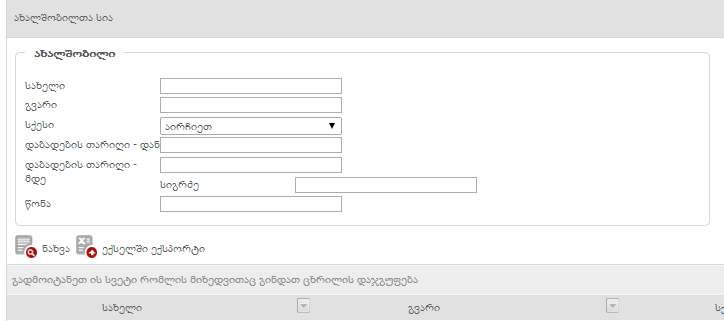 ახალშობილთა სია
ახალშობილი
სახელი
გვარი
სქესი
აირჩიეთ
დაბადების თარიღი - დან
დაბადების თარიღი -
მდე
სიგრძე
წონა
ნახვა ექსელში ექსპორტი
გადმოიტანეთ ის სვეტი რომლის მიხედვითაც გინდათ ცხრილის დაჯგუფება
სახელი გვარი